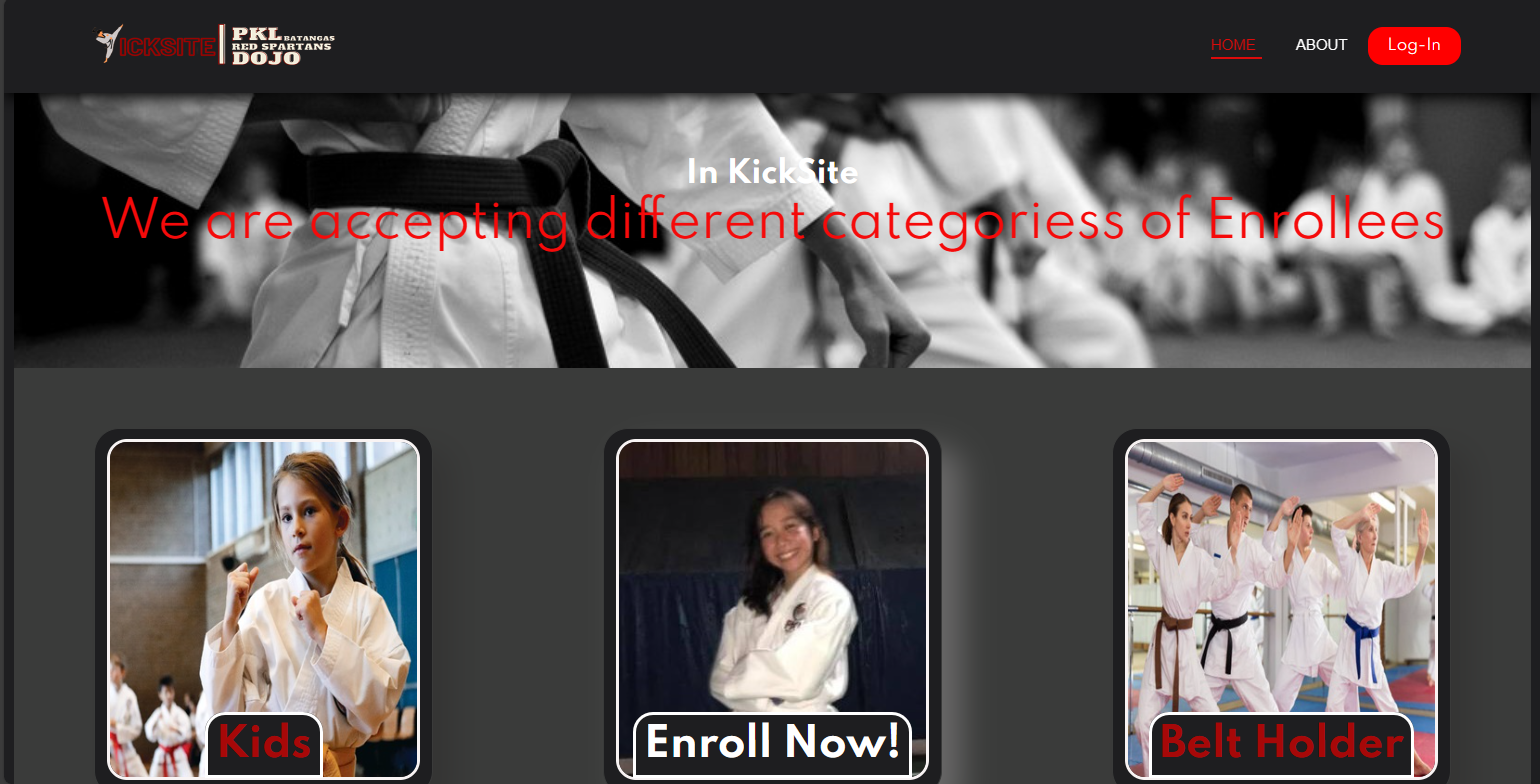 ICKSITE
PKL BATANGAS
RED SPARTANS
DOJO
HOME
ABOUT
Log-In
In KickSite
We are accepting different categoriess of Enrollees
Kids
Enroll Now!
Belt Holder